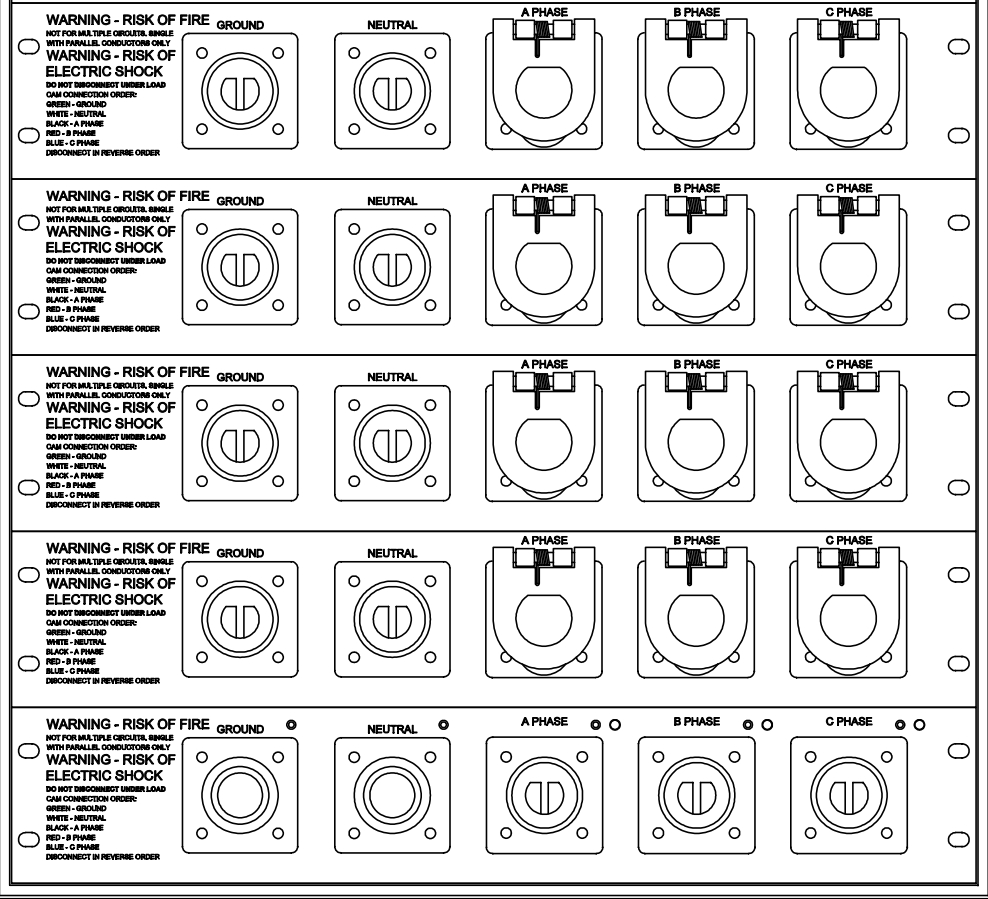 WARNING - RISK OF FIRE GROUND NEUTRAL A PHASE B PHASE C PHASE
NOT FOR MULTIPLE CIRCUITS, SINGLE
WITH PARALLEL CONDUCTORS ONLY
WARNING - RISK OF
ELECTRIC SHOCK
DO NOT DISCONNECT UNDER LOAD
CAM CONNECTION ORDER:
GREEN - GROUND
WHITE - NEUTRAL
BLACK - A PHASE
RED - B PHASE
BLUE - C PHASE
DISCONNECT IN REVERSE ORDER
WARNING - RISK OF FIRE GROUND NEUTRAL A PHASE B PHASE C PHASE
NOT FOR MULTIPLE CIRCUITS, SINGLE
WITH PARALLEL CONDUCTORS ONLY
WARNING - RISK OF
ELECTRIC SHOCK
DO NOT DISCONNECT UNDER LOAD
CAM CONNECTION ORDER:
GREEN - GROUND
WHITE - NEUTRAL
BLACK - A PHASE
RED - B PHASE
BLUE - C PHASE
DISCONNECT IN REVERSE ORDER
WARNING - RISK OF FIRE GROUND NEUTRAL A PHASE B PHASE C PHASE
NOT FOR MULTIPLE CIRCUITS, SINGLE
WITH PARALLEL CONDUCTORS ONLY
WARNING - RISK OF
ELECTRIC SHOCK
DO NOT DISCONNECT UNDER LOAD
CAM CONNECTION ORDER:
GREEN - GROUND
WHITE - NEUTRAL
BLACK - A PHASE
RED - B PHASE
BLUE - C PHASE
DISCONNECT IN REVERSE ORDER
WARNING - RISK OF FIRE GROUND NEUTRAL A PHASE B PHASE C PHASE
NOT FOR MULTIPLE CIRCUITS, SINGLE
WITH PARALLEL CONDUCTORS ONLY
WARNING - RISK OF
ELECTRIC SHOCK
DO NOT DISCONNECT UNDER LOAD
CAM CONNECTION ORDER:
GREEN - GROUND
WHITE - NEUTRAL
BLACK - A PHASE
RED - B PHASE
BLUE - C PHASE
DISCONNECT IN REVERSE ORDER
WARNING - RISK OF FIRE GROUND NEUTRAL A PHASE B PHASE C PHASE
NOT FOR MULTIPLE CIRCUITS, SINGLE
WITH PARALLEL CONDUCTORS ONLY
WARNING - RISK OF
ELECTRIC SHOCK
DO NOT DISCONNECT UNDER LOAD
CAM CONNECTION ORDER:
GREEN - GROUND
WHITE - NEUTRAL
BLACK - A PHASE
RED - B PHASE
BLUE - C PHASE
DISCONNECT IN REVERSE ORDER